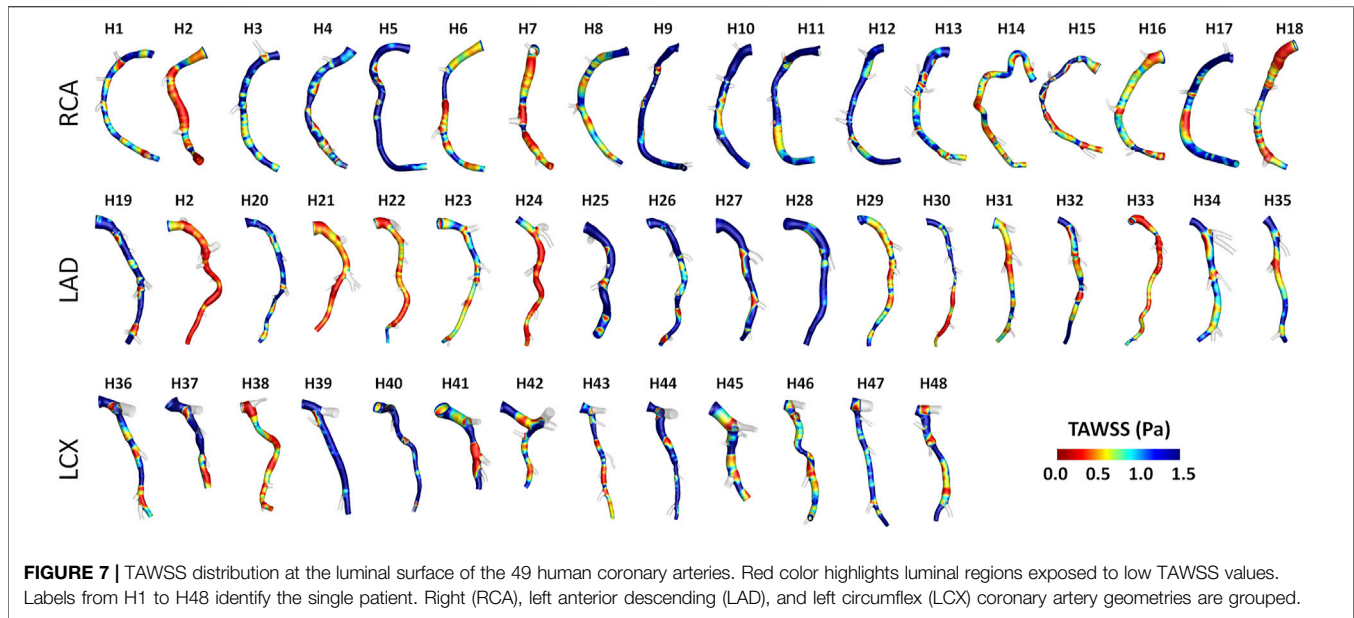 H1 H2 H3 H4 H5 H6 H7 H8 H9 H10 H11 H12 H13 H14 H15 H16 H17 H18
RCA
H19 H2 H20 H21 H22 H23 H24 H25 H26 H27 H28 H29 H30 H31 H32 H33 H34 H35
LAD
H36 H37 H38 H39 H40 H41 H42 H43 H44 H45 H46 H47 H48
LCX
TAWSS (Pa)
0.0 0.5 1.0 1.5
FIGURE 7 | TAWSS distribution at the luminal surface of the 49 human coronary arteries. Red color highlights luminal regions exposed to low TAWSS values.
Labels from H1 to H48 identify the single patient. Right (RCA), left anterior descending (LAD), and left circumflex (LCX) coronary artery geometries are grouped.